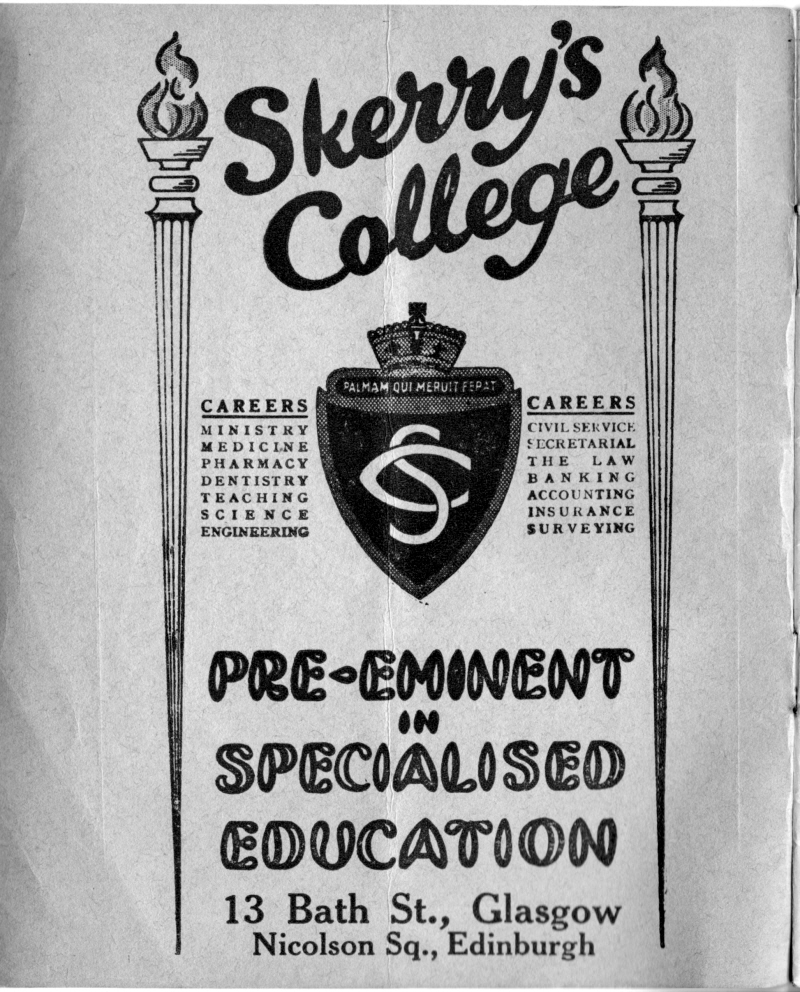 Skerry's
College
PALMAM QUI MERUIT FERAT
CAREERS
MINISTRY
MEDICINE
PHARMACY
DENTISTRY
TEACHING
SCIENCE
ENGINEERING
SC
CAREERS
CIVIL SERVICE
SECRETARIAL
THE LAW
BANKING
ACCOUNTING
INSURANCE
SURVEYING
PRE-EMINENT
IN
SPECIALISED
EDUCATION
13 Bath St., Glasgow
Nicolson Sq., Edinburgh